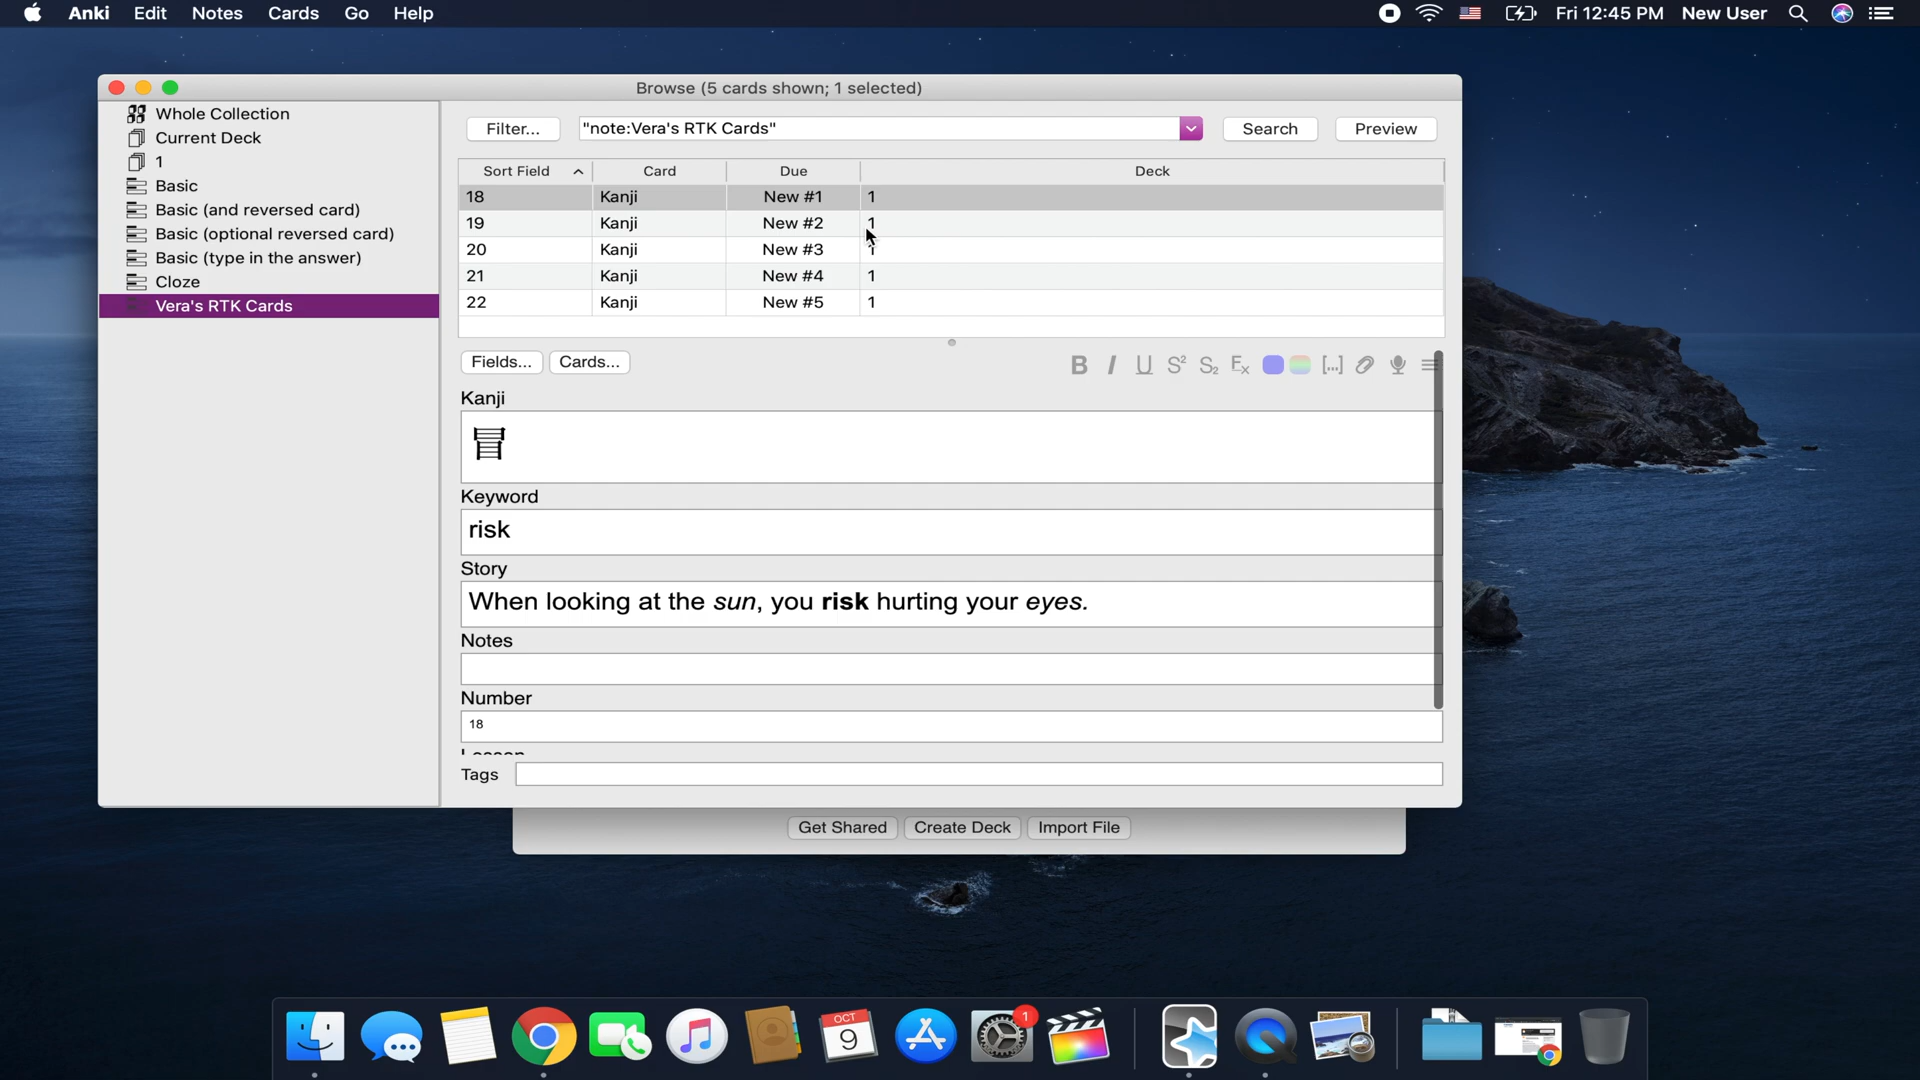 Anki Edit Notes Cards Go Help Fri 12:45 PM New User
Browse (5 cards shown; 1 selected)
Whole Collection
Current Deck
1
Basic
Basic (and reversed card)
Basic (optional reversed card)
Basic (type in the answer)
Cloze
Vera's RTK Cards
Filter... "note:Vera's RTK Cards" Search Preview
Sort Field Card Due Deck
18 Kanji New #1 1
19 Kanji New #2 1
20 Kanji New #3 1
21 Kanji New #4 1
22 Kanji New #5 1
Fields... Cards...
Kanji
Keyword
risk
Story
When looking at the sun, you risk hurting your eyes.
Notes
Number
18
Lesson
Tags
Get Shared Create Deck Import File
OCT
9
1